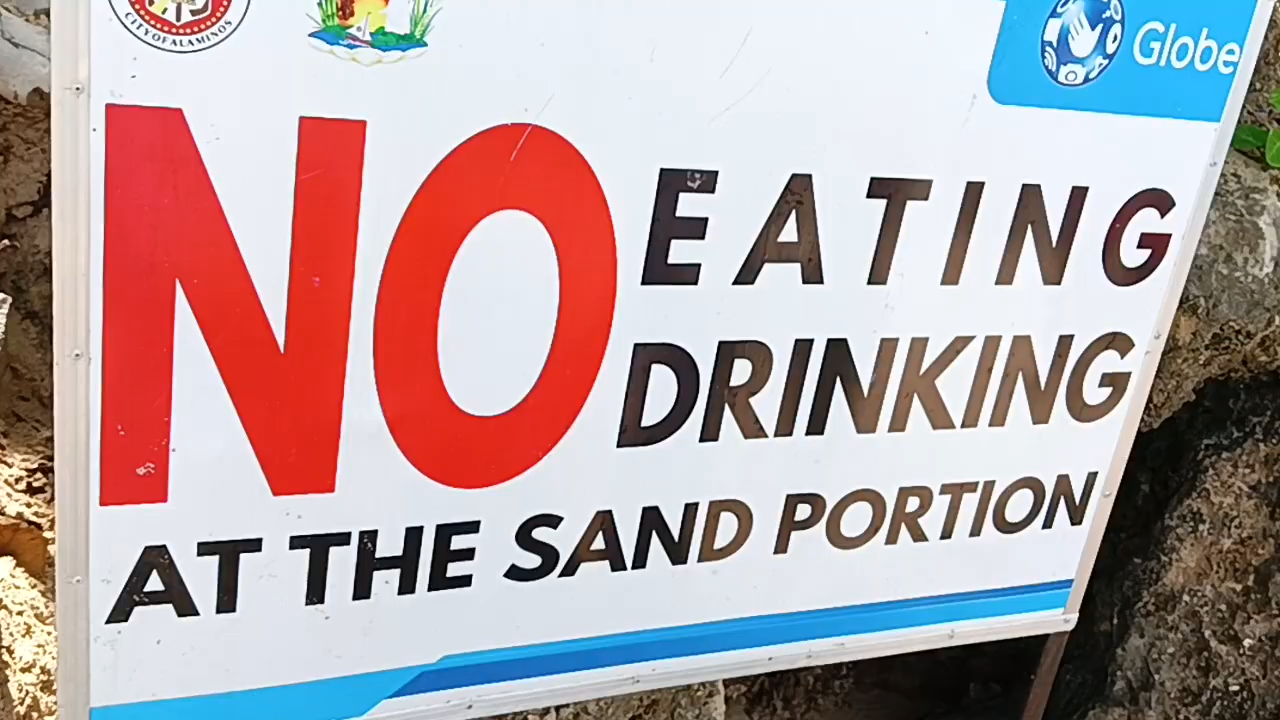 CITY OF ALAMINOS
Globe
NO
EATING
DRINKING
AT THE SAND PORTION